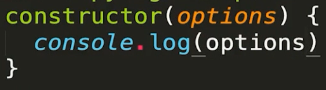 constructor(options) {
  console.log(options)
}